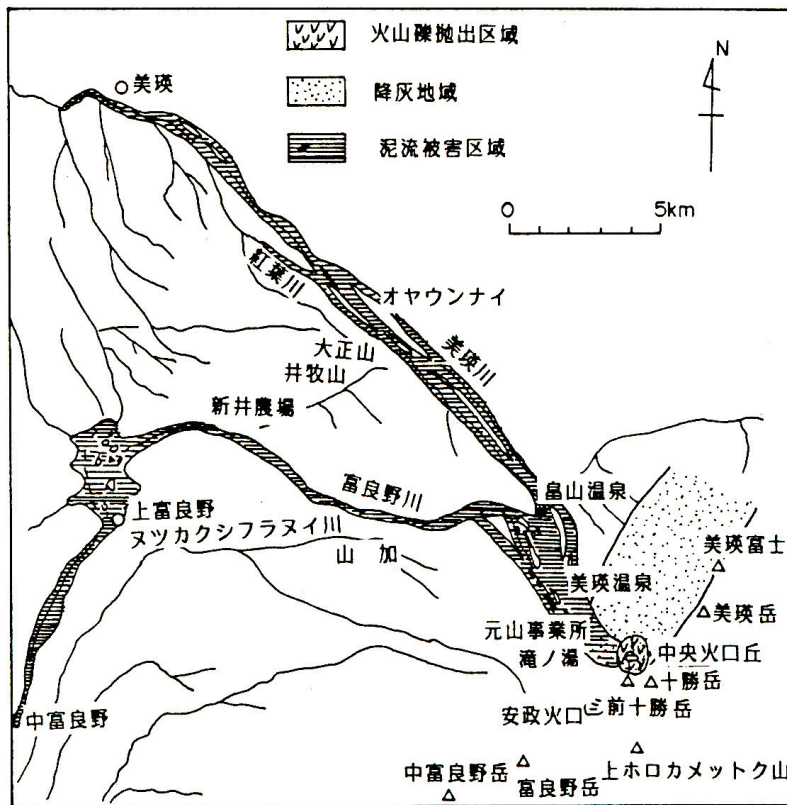 火山礫抛出区域
N
美瑛
降灰地域
泥流被害区域
0 5km
紅葉川
オヤウンナイ
大正山
美瑛川
井牧山
新井農場
富良野川
畠山温泉
上富良野
ヌツカクシフラヌイ川
美瑛富士
山加
美瑛温泉
美瑛岳
元山事業所
滝ノ湯
中央火口丘
十勝岳
中富良野
安政火口
前十勝岳
上ホロカメットク山
中富良野岳
富良野岳